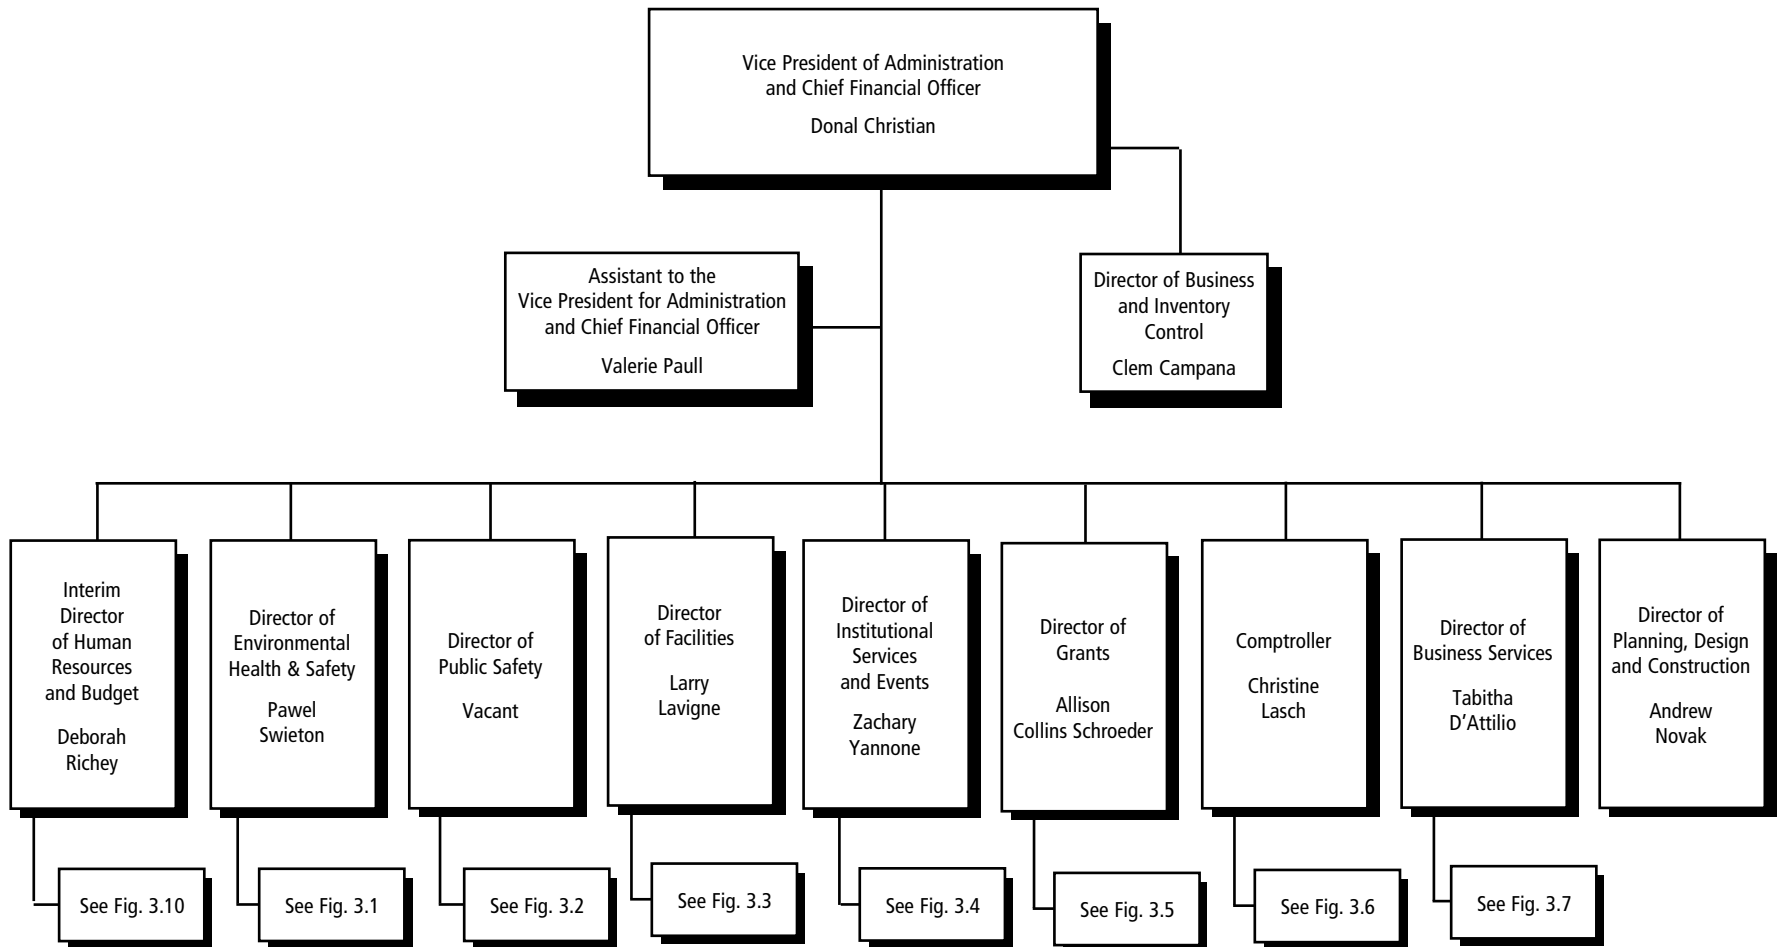 Vice President of Administration
and Chief Financial Officer
Donal Christian
Assistant to the
Vice President for Administration
and Chief Financial Officer
Valerie Paull
Director of Business
and Inventory
Control
Clem Campana
Interim
Director
of Human
Resources
and Budget
Deborah
Richey
Director of
Environmental
Health & Safety
Pawel
Swieton
Director of
Public Safety
Vacant
Director
of Facilities
Larry
Lavigne
Director of
Institutional
Services
and Events
Zachary
Yannone
Director of
Grants
Allison
Collins Schroeder
Comptroller
Christine
Lasch
Director of
Business Services
Tabitha
D’Attilio
Director of
Planning, Design
and Construction
Andrew
Novak
See Fig. 3.10
See Fig. 3.1
See Fig. 3.2
See Fig. 3.3
See Fig. 3.4
See Fig. 3.5
See Fig. 3.6
See Fig. 3.7